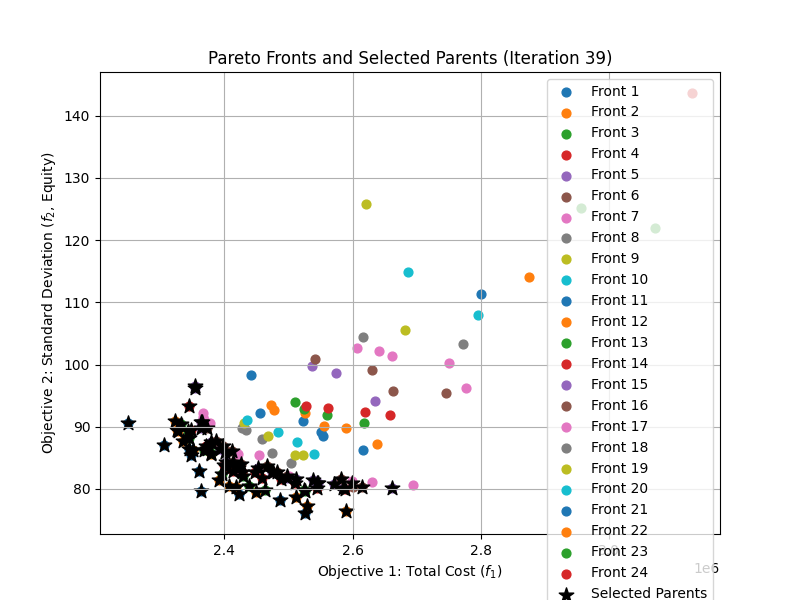 Pareto Fronts and Selected Parents (Iteration 39)
Objective 2: Standard Deviation (f₂, Equity)
140
130
120
110
100
90
80
2.4
2.6
2.8
3.0
1e6
Objective 1: Total Cost (f₁)
Front 1
Front 2
Front 3
Front 4
Front 5
Front 6
Front 7
Front 8
Front 9
Front 10
Front 11
Front 12
Front 13
Front 14
Front 15
Front 16
Front 17
Front 18
Front 19
Front 20
Front 21
Front 22
Front 23
Front 24
Selected Parents